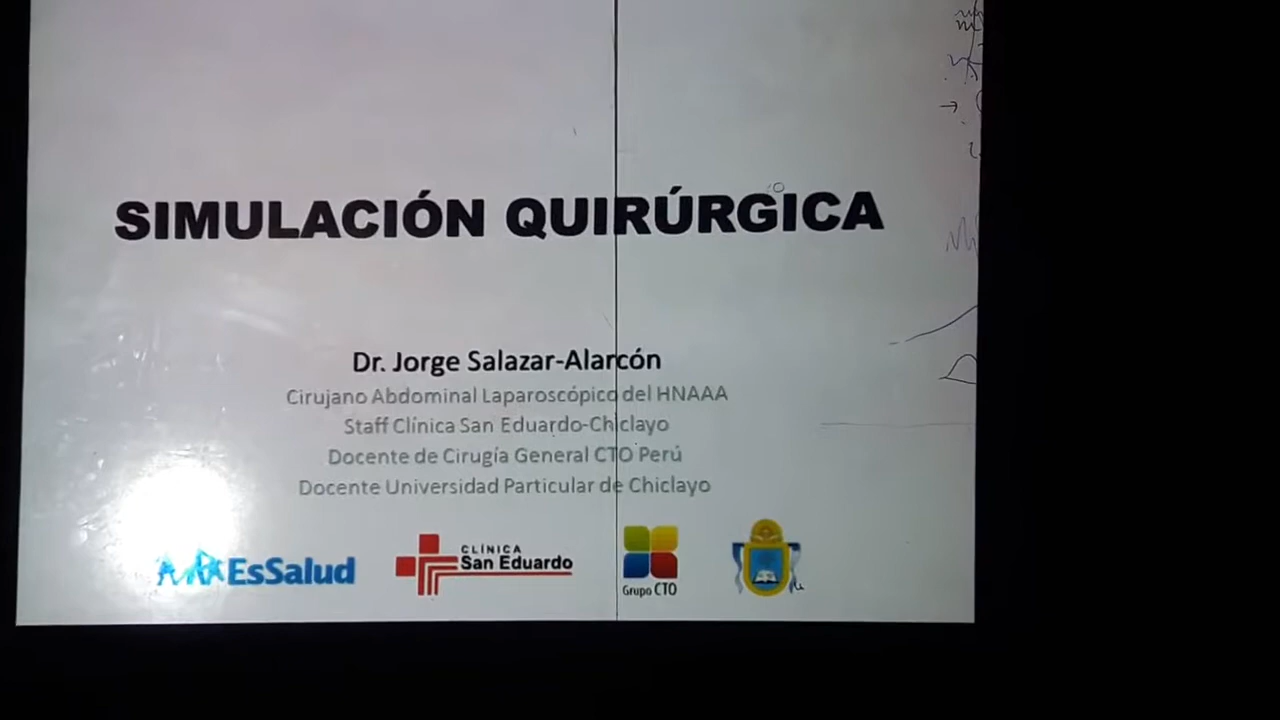 SIMULACIÓN QUIRÚRGICA
Dr. Jorge Salazar-Alarcón
Cirujano Abdominal Laparoscópico del HNAAA
Staff Clínica San Eduardo-Chiclayo
Docente de Cirugía General CTO Perú
Docente Universidad Particular de Chiclayo
EsSalud
CLÍNICA
San Eduardo
Grupo CTO